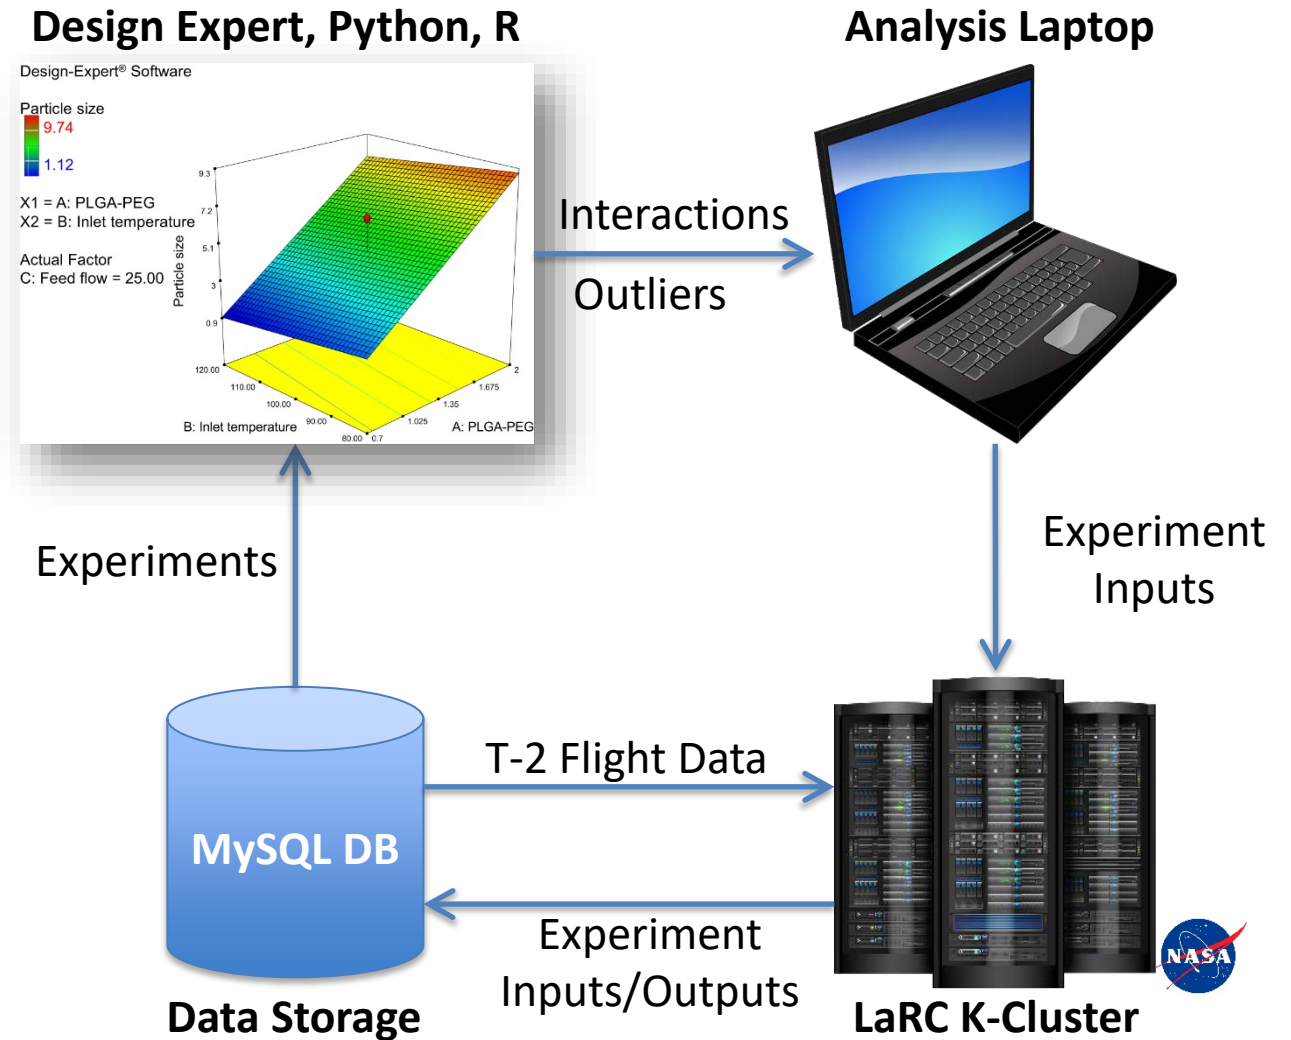 Design Expert, Python, R
Analysis Laptop
Design-Expert® Software
Particle size
9.74
1.12
X1 = A: PLGA-PEG
X2 = B: Inlet temperature
Actual Factor
C: Feed flow = 25.00
9.3
7.2
5.1
3
0.9
Particle size
120.00
110.00
100.00
90.00
80.00
0.7
1.025
1.35
1.675
2
B: Inlet temperature
A: PLGA-PEG
Interactions
Outliers
Experiments
Experiment
Inputs
T-2 Flight Data
MySQL DB
Experiment
Inputs/Outputs
NASA
Data Storage
LaRC K-Cluster